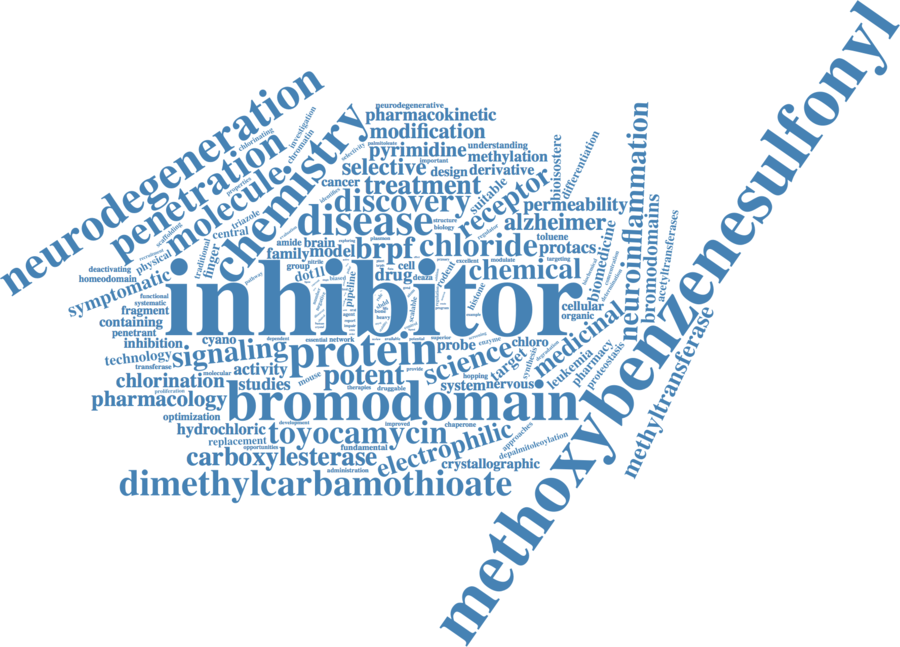 methoxybenzenesulfonyl
neurodegeneration
neurodegenerative
pharmacokinetic
chlorinating
investigation
chromatin
modification
penetration
chemistry
selectivity
pyrimidine
understanding
important
methylation
bioisostere
differentiation
molecule
properties
selective
design
derivative
cancer
treatment
suitable
receptor
permeability
neuroinflammation
scaffolding
triazole
central
discovery
disease
structure
biology
alzheimer
bromodomains
acetyltransferases
physical
traditional
finger
amide
brain
family
model
brpf
chloride
toluene
protacs
targeting
biomedicine
deactivating
homeodomain
symptomatic
group
nitrile
dot1l
drug
cell
deaza
excellent
modulate
rodent
chemical
pathway
pipeline
histone
inhibitor
functional
systematic
fragment
containing
penetrant
inhibition
cyano
essential
network
cellular
organic
medicinal
technology
transferase
signaling
protein
probe
enzyme
chloro
science
target
synthesis
degradation
leukemia
pharmacy
proteostasis
methyltransferase
molecular
activity
chlorination
studies
mouse
potent
provide
hopping
system
nervous
therapies
druggable
proliferation
pharmacology
bromodomain
optimization
development
improved
chaperone
hydrochloric
toyocamycin
electrophilic
approaches
replacement
opportunities
fundamental
depalmitoleoylation
carboxylesterase
administration
crystallographic
dimethylcarbamothioate